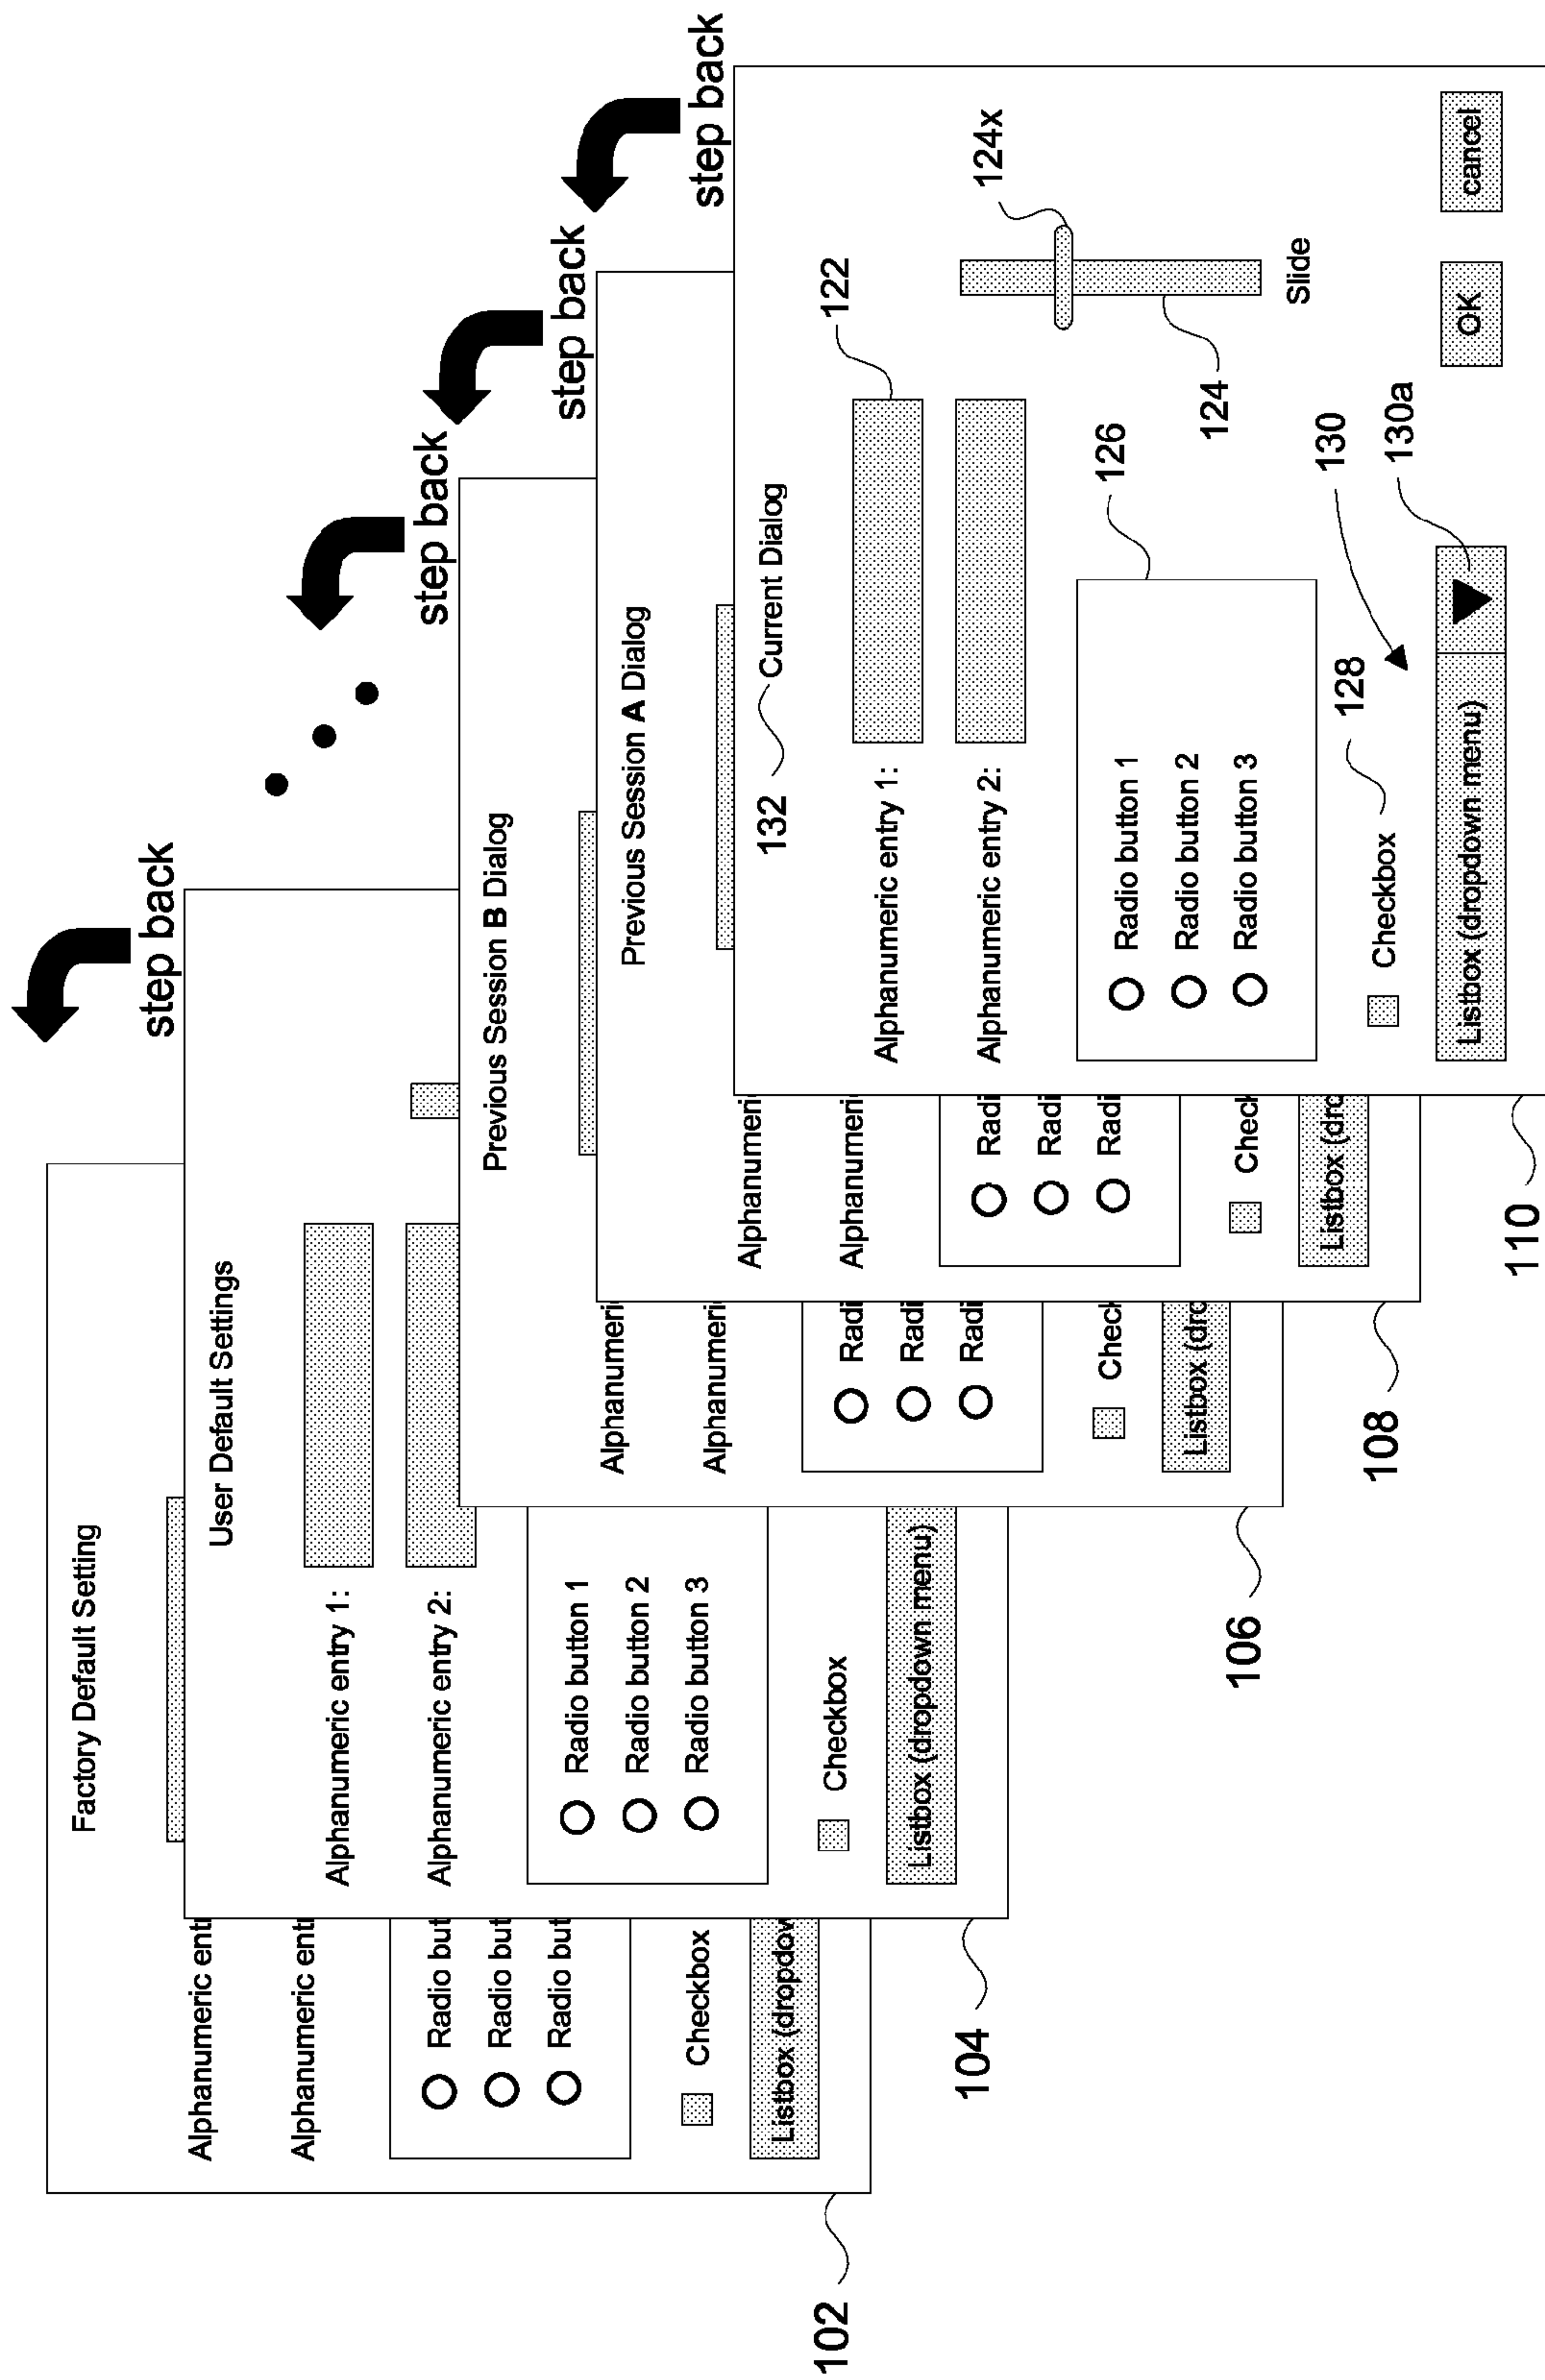 Factory Default Setting
Alphanumeric ent
Alphanumeric ent
Radio but
Radio but
Radio but
Checkbox
Listbox (dropdow
102
step back
User Default Settings
Alphanumeric entry 1:
Alphanumeric entry 2:
Radio button 1
Radio button 2
Radio button 3
Checkbox
Listbox (dropdown menu)
104
step back
Previous Session B Dialog
Alphanumeri
Alphanumeri
Radi
Radi
Radi
Check
Listbox (dro
106
step back
Previous Session A Dialog
Alphanumeri
Alphanumeri
Radi
Radi
Radi
Check
Listbox (dro
108
step back
132 Current Dialog
Alphanumeric entry 1:
122
Alphanumeric entry 2:
124x
124
Slide
126
Radio button 1
Radio button 2
Radio button 3
Checkbox
128
130
130a
Listbox (dropdown menu)
OK
cancel
110